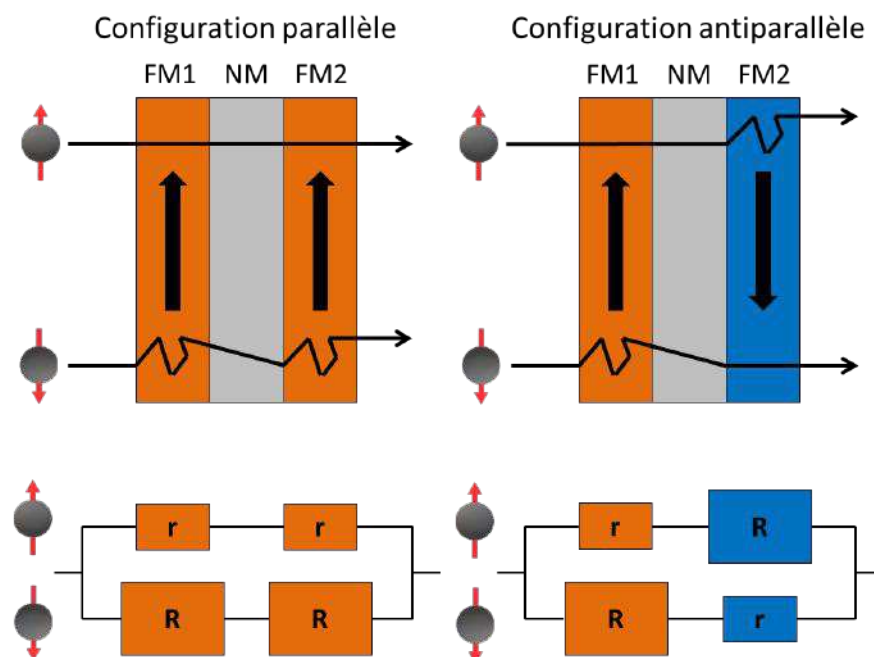 Configuration parallèle
FM1 NM FM2
r r
R R
Configuration antiparallèle
FM1 NM FM2
r R
R r